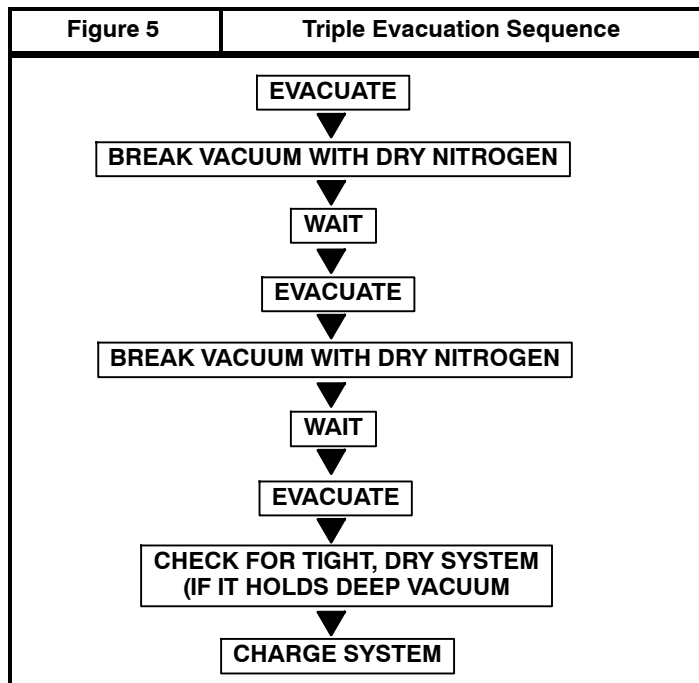 Figure 5
Triple Evacuation Sequence
EVACUATE
BREAK VACUUM WITH DRY NITROGEN
WAIT
EVACUATE
BREAK VACUUM WITH DRY NITROGEN
WAIT
EVACUATE
CHECK FOR TIGHT, DRY SYSTEM
(IF IT HOLDS DEEP VACUUM
CHARGE SYSTEM